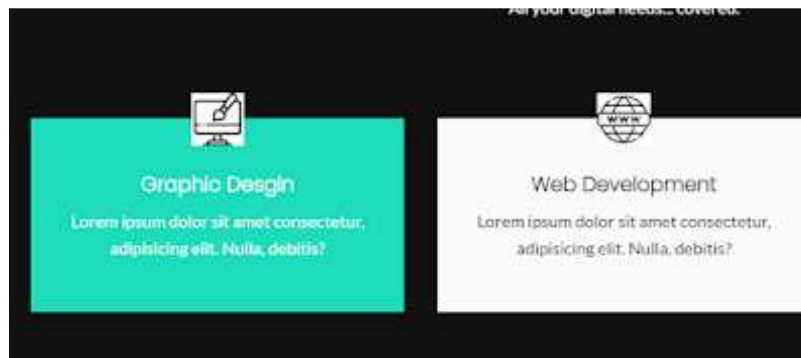 All your digital needs... covered.
WWW
Graphic Desgin
Lorem ipsum dolor sit amet consectetur,
adipisicing elit. Nulla, debitis?
Web Development
Lorem ipsum dolor sit amet consectetur,
adipisicing elit. Nulla, debitis?